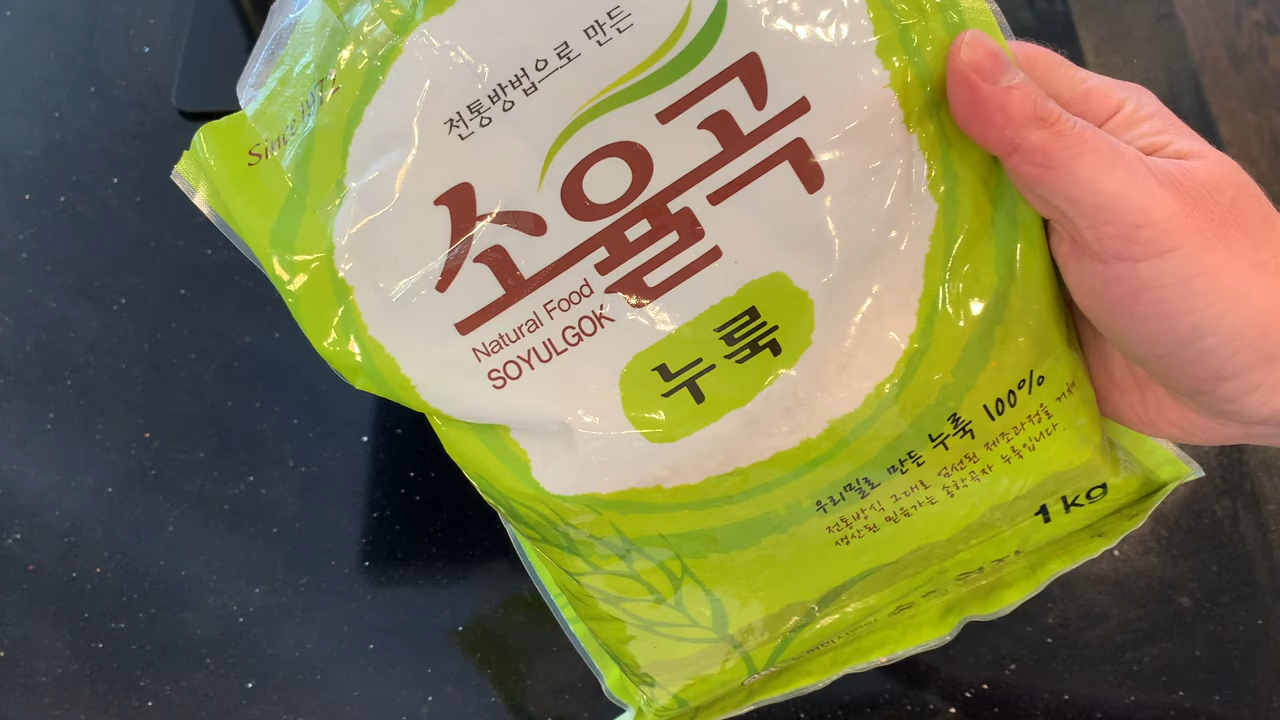 Since 1972
전통방법으로 만든
소율곡
Natural Food
SOYULGOK
누룩
우리밀로 만든 누룩 100%
전통방식 그대로 엄선된 제조과정을 거쳐
생산된 믿음가는 송학곡자 누룩입니다.
1kg